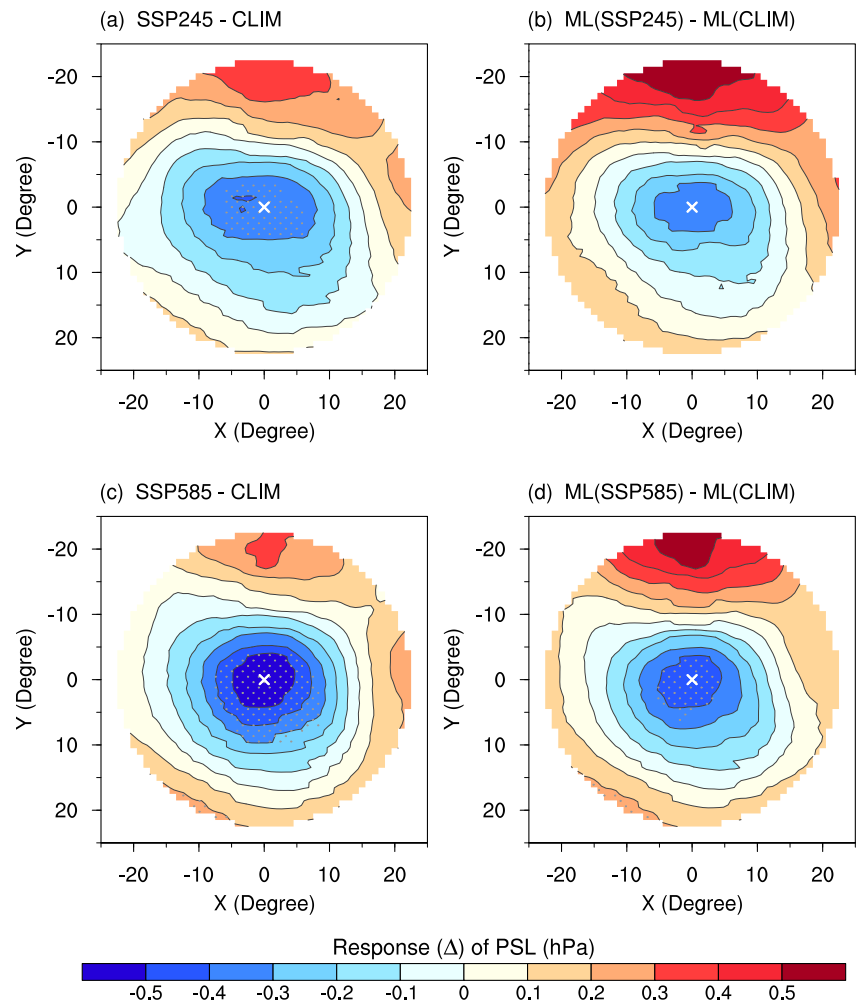 (a) SSP245 - CLIM
(b) ML(SSP245) - ML(CLIM)
-20
-10
0
10
20
Y (Degree)
-20 -10 0 10 20
X (Degree)
-20
-10
0
10
20
Y (Degree)
-20 -10 0 10 20
X (Degree)
(c) SSP585 - CLIM
(d) ML(SSP585) - ML(CLIM)
-20
-10
0
10
20
Y (Degree)
-20 -10 0 10 20
X (Degree)
-20
-10
0
10
20
Y (Degree)
-20 -10 0 10 20
X (Degree)
Response (Δ) of PSL (hPa)
-0.5 -0.4 -0.3 -0.2 -0.1 0 0.1 0.2 0.3 0.4 0.5